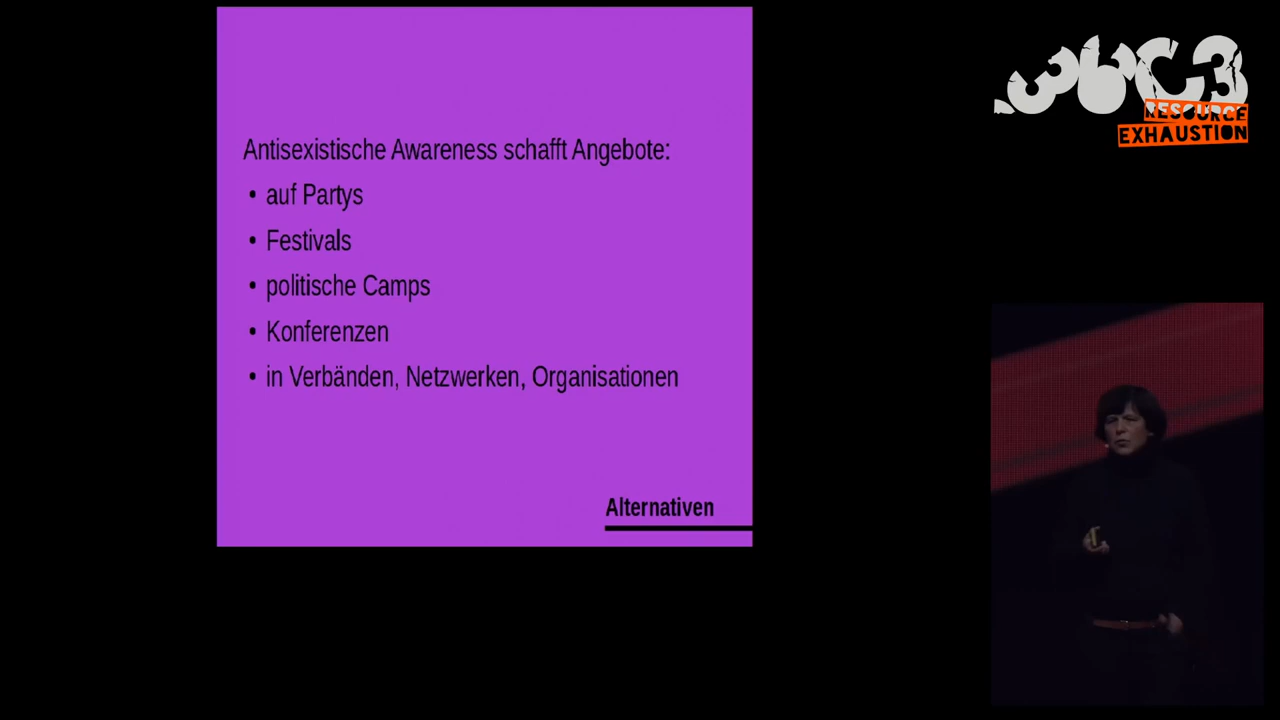 36C3
RESOURCE
EXHAUSTION
Antisexistische Awareness schafft Angebote:
• auf Partys
• Festivals
• politische Camps
• Konferenzen
• in Verbänden, Netzwerken, Organisationen
Alternativen